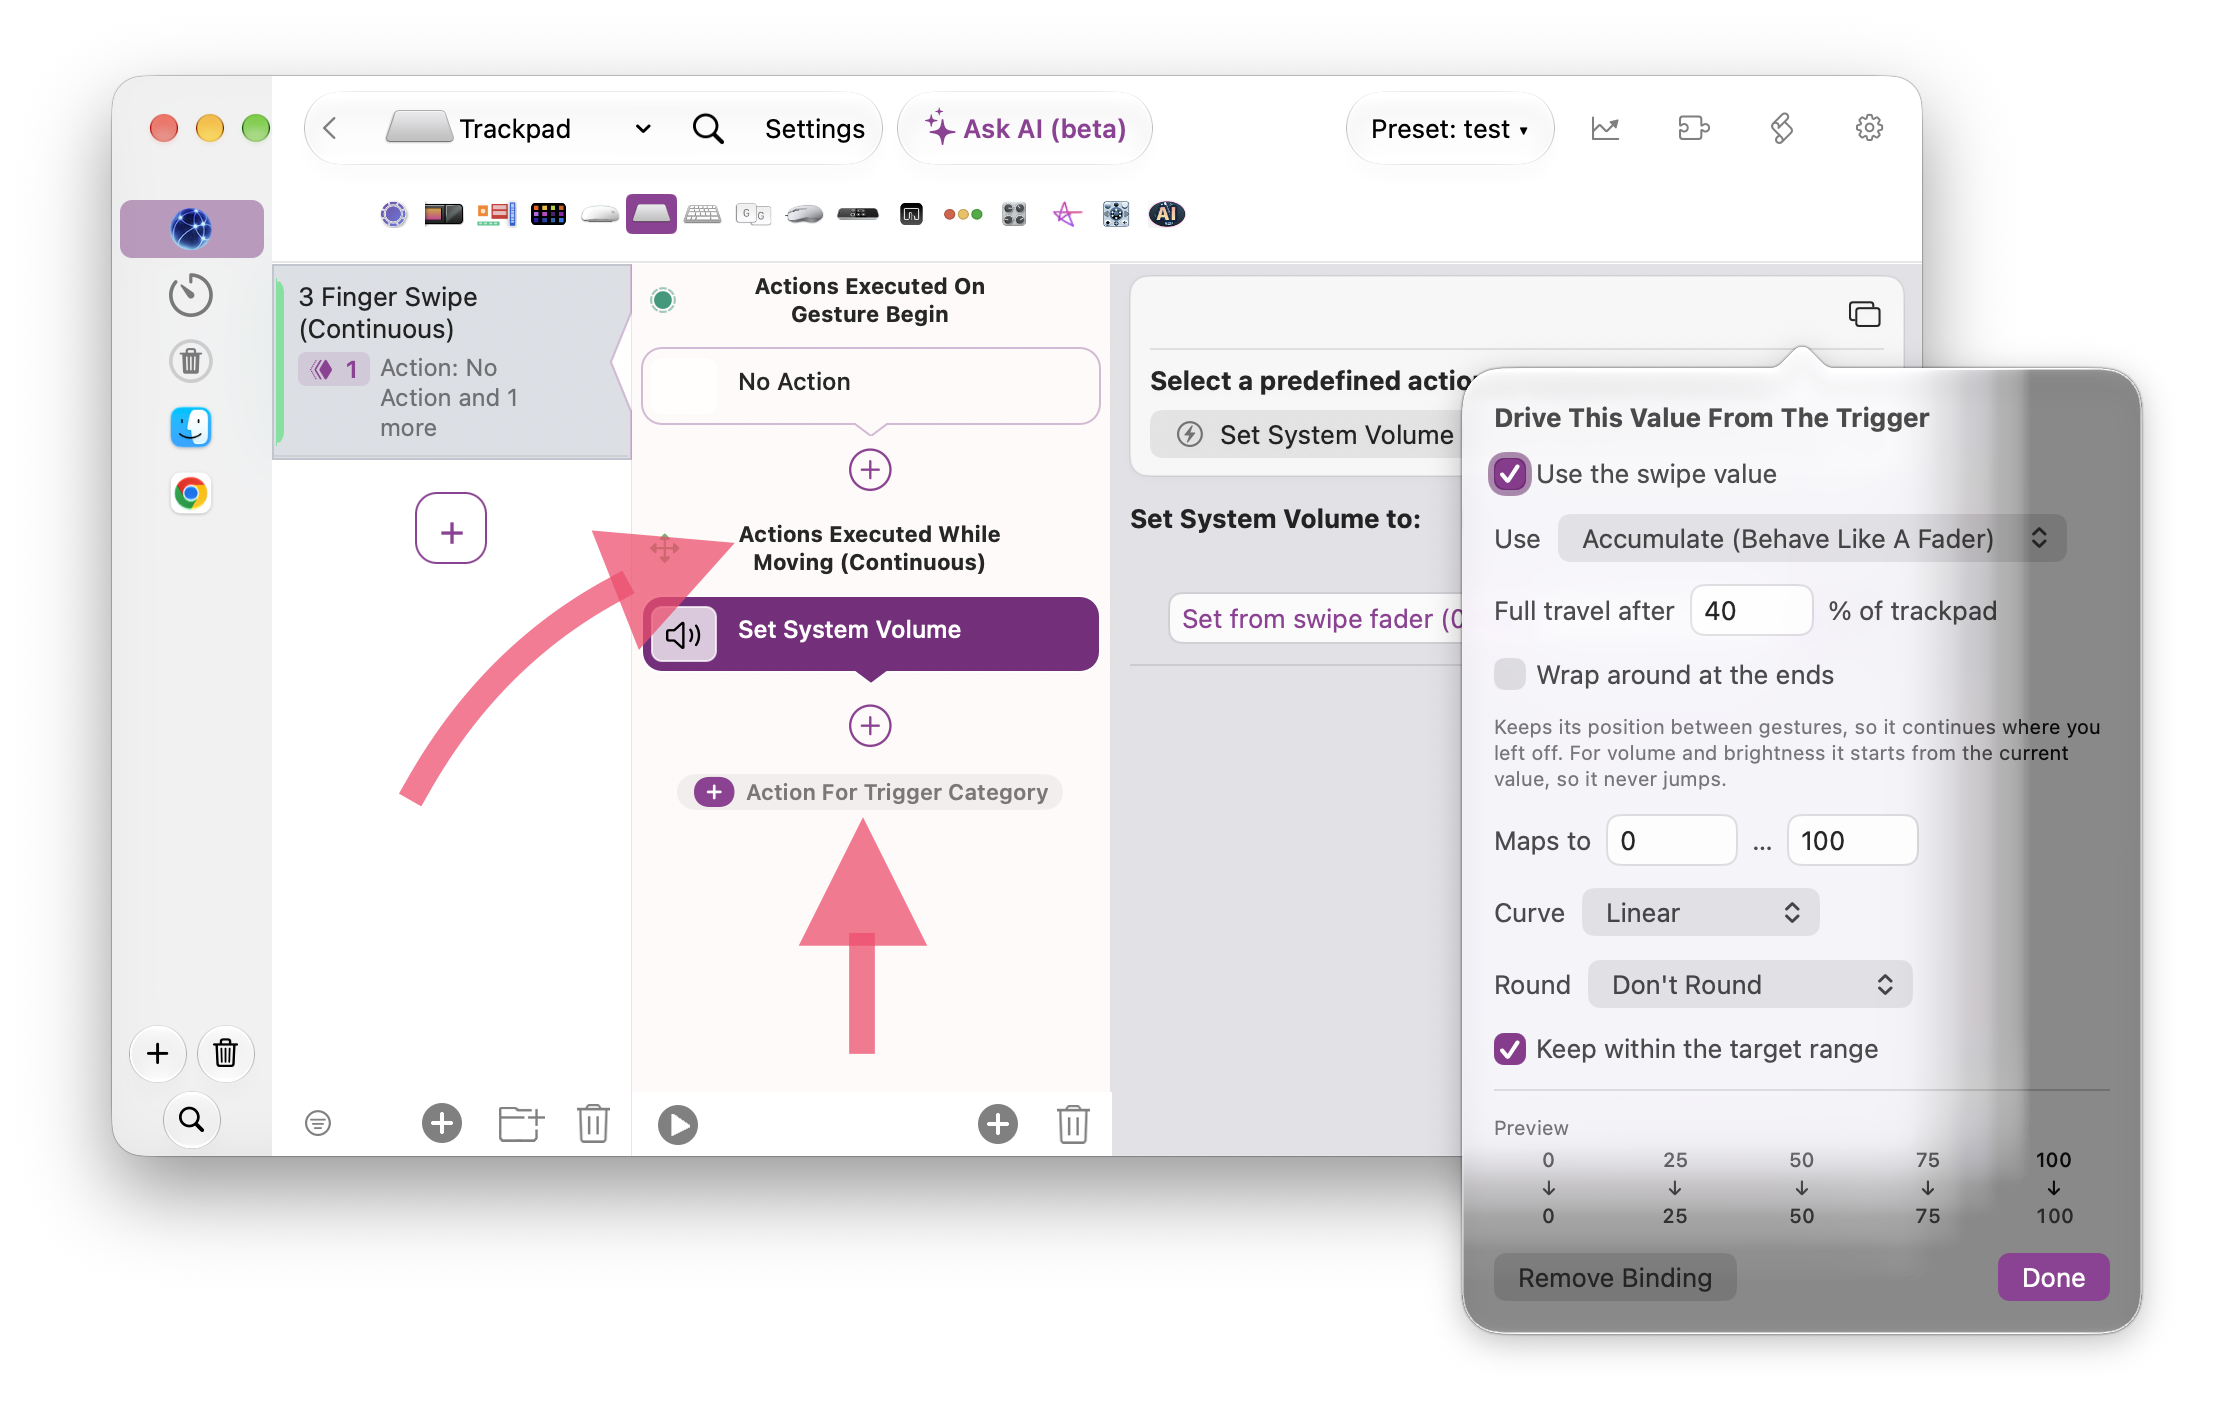 Trackpad
Settings
Ask AI (beta)
Preset: test
G G
AI
3 Finger Swipe
(Continuous)
1
Action: No
Action and 1
more
Actions Executed On
Gesture Begin
No Action
Actions Executed While
Moving (Continuous)
Set System Volume
Action For Trigger Category
Select a predefined actio
Set System Volume
Set System Volume to:
Set from swipe fader (0
Drive This Value From The Trigger
Use the swipe value
Use Accumulate (Behave Like A Fader)
Full travel after 40 % of trackpad
Wrap around at the ends
Keeps its position between gestures, so it continues where you
left off. For volume and brightness it starts from the current
value, so it never jumps.
Maps to 0 ... 100
Curve Linear
Round Don't Round
Keep within the target range
Preview
0 25 50 75 100
↓ ↓ ↓ ↓ ↓
0 25 50 75 100
Remove Binding
Done